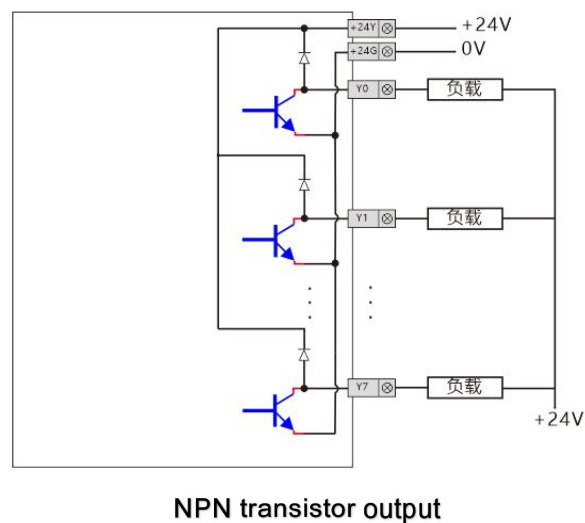 +24Y +24V
+24G 0V
Y0 负载
Y1 负载
Y7 负载
+24V
NPN transistor output